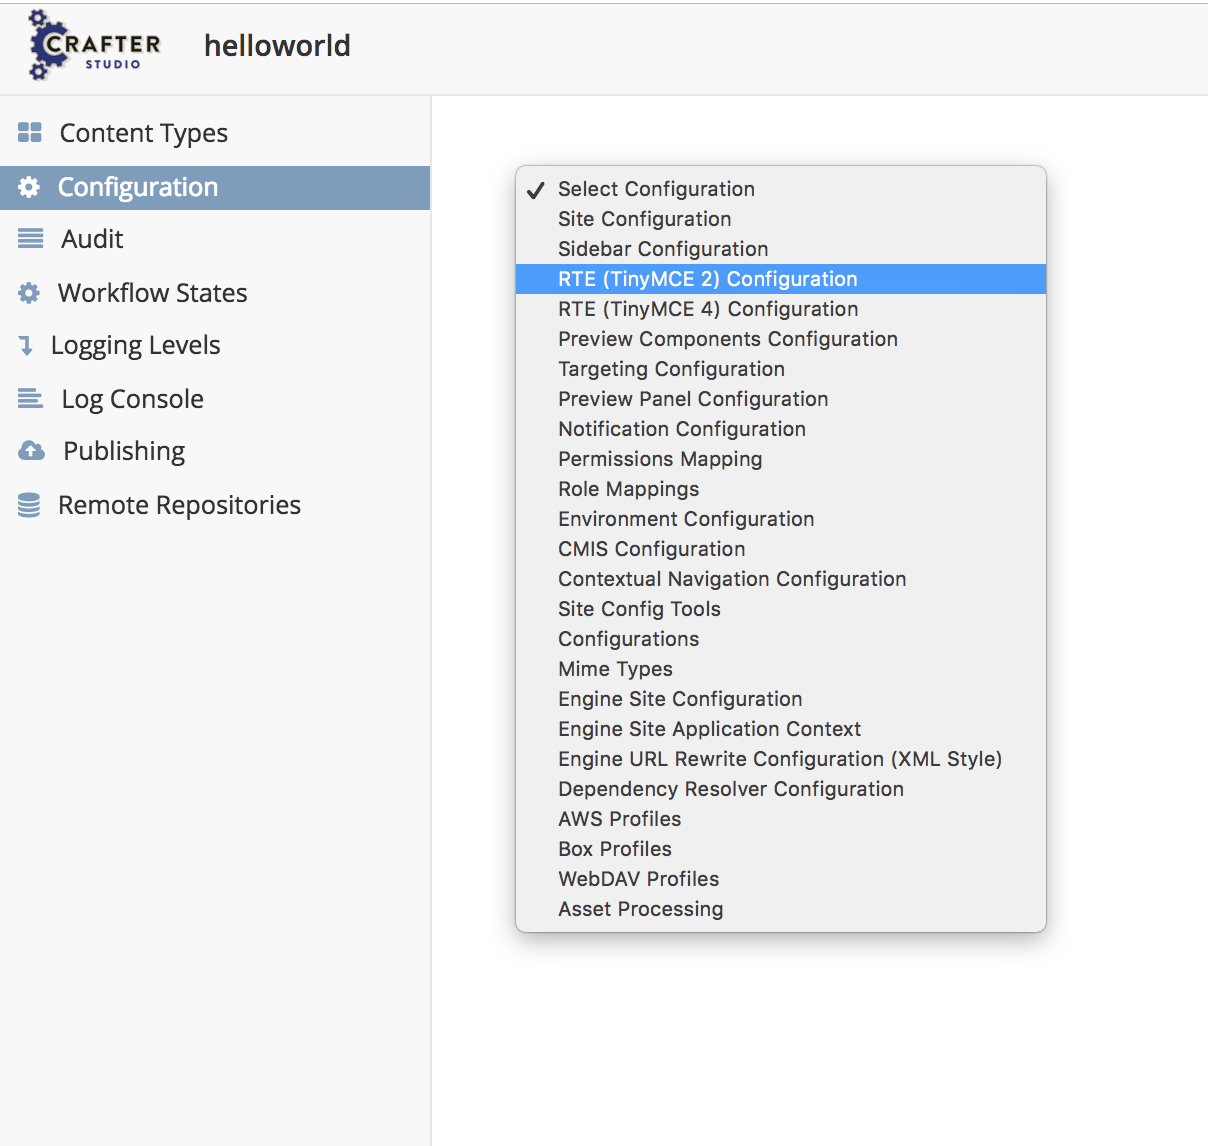 CRAFTER
STUDIO
helloworld
Content Types
Configuration
Audit
Workflow States
Logging Levels
Log Console
Publishing
Remote Repositories
Select Configuration
Site Configuration
Sidebar Configuration
RTE (TinyMCE 2) Configuration
RTE (TinyMCE 4) Configuration
Preview Components Configuration
Targeting Configuration
Preview Panel Configuration
Notification Configuration
Permissions Mapping
Role Mappings
Environment Configuration
CMIS Configuration
Contextual Navigation Configuration
Site Config Tools
Configurations
Mime Types
Engine Site Configuration
Engine Site Application Context
Engine URL Rewrite Configuration (XML Style)
Dependency Resolver Configuration
AWS Profiles
Box Profiles
WebDAV Profiles
Asset Processing